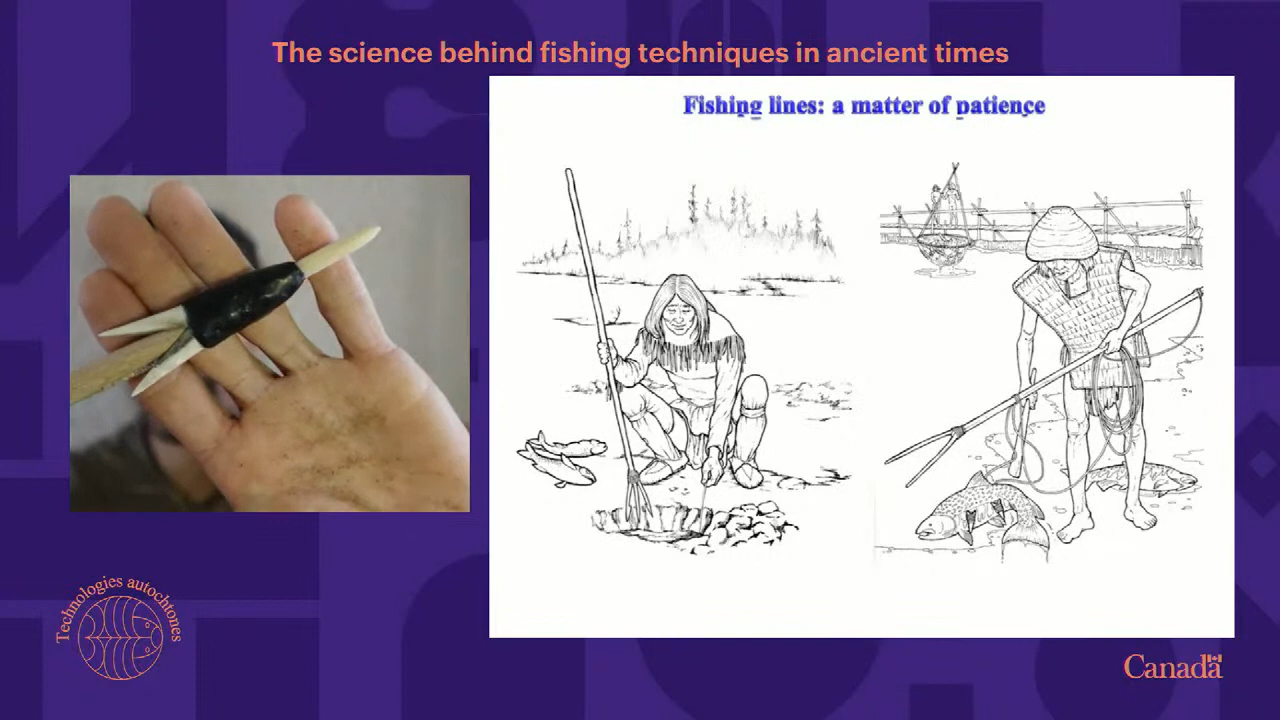 The science behind fishing techniques in ancient times
Fishing lines: a matter of patience
Technologies autochtones
Canada